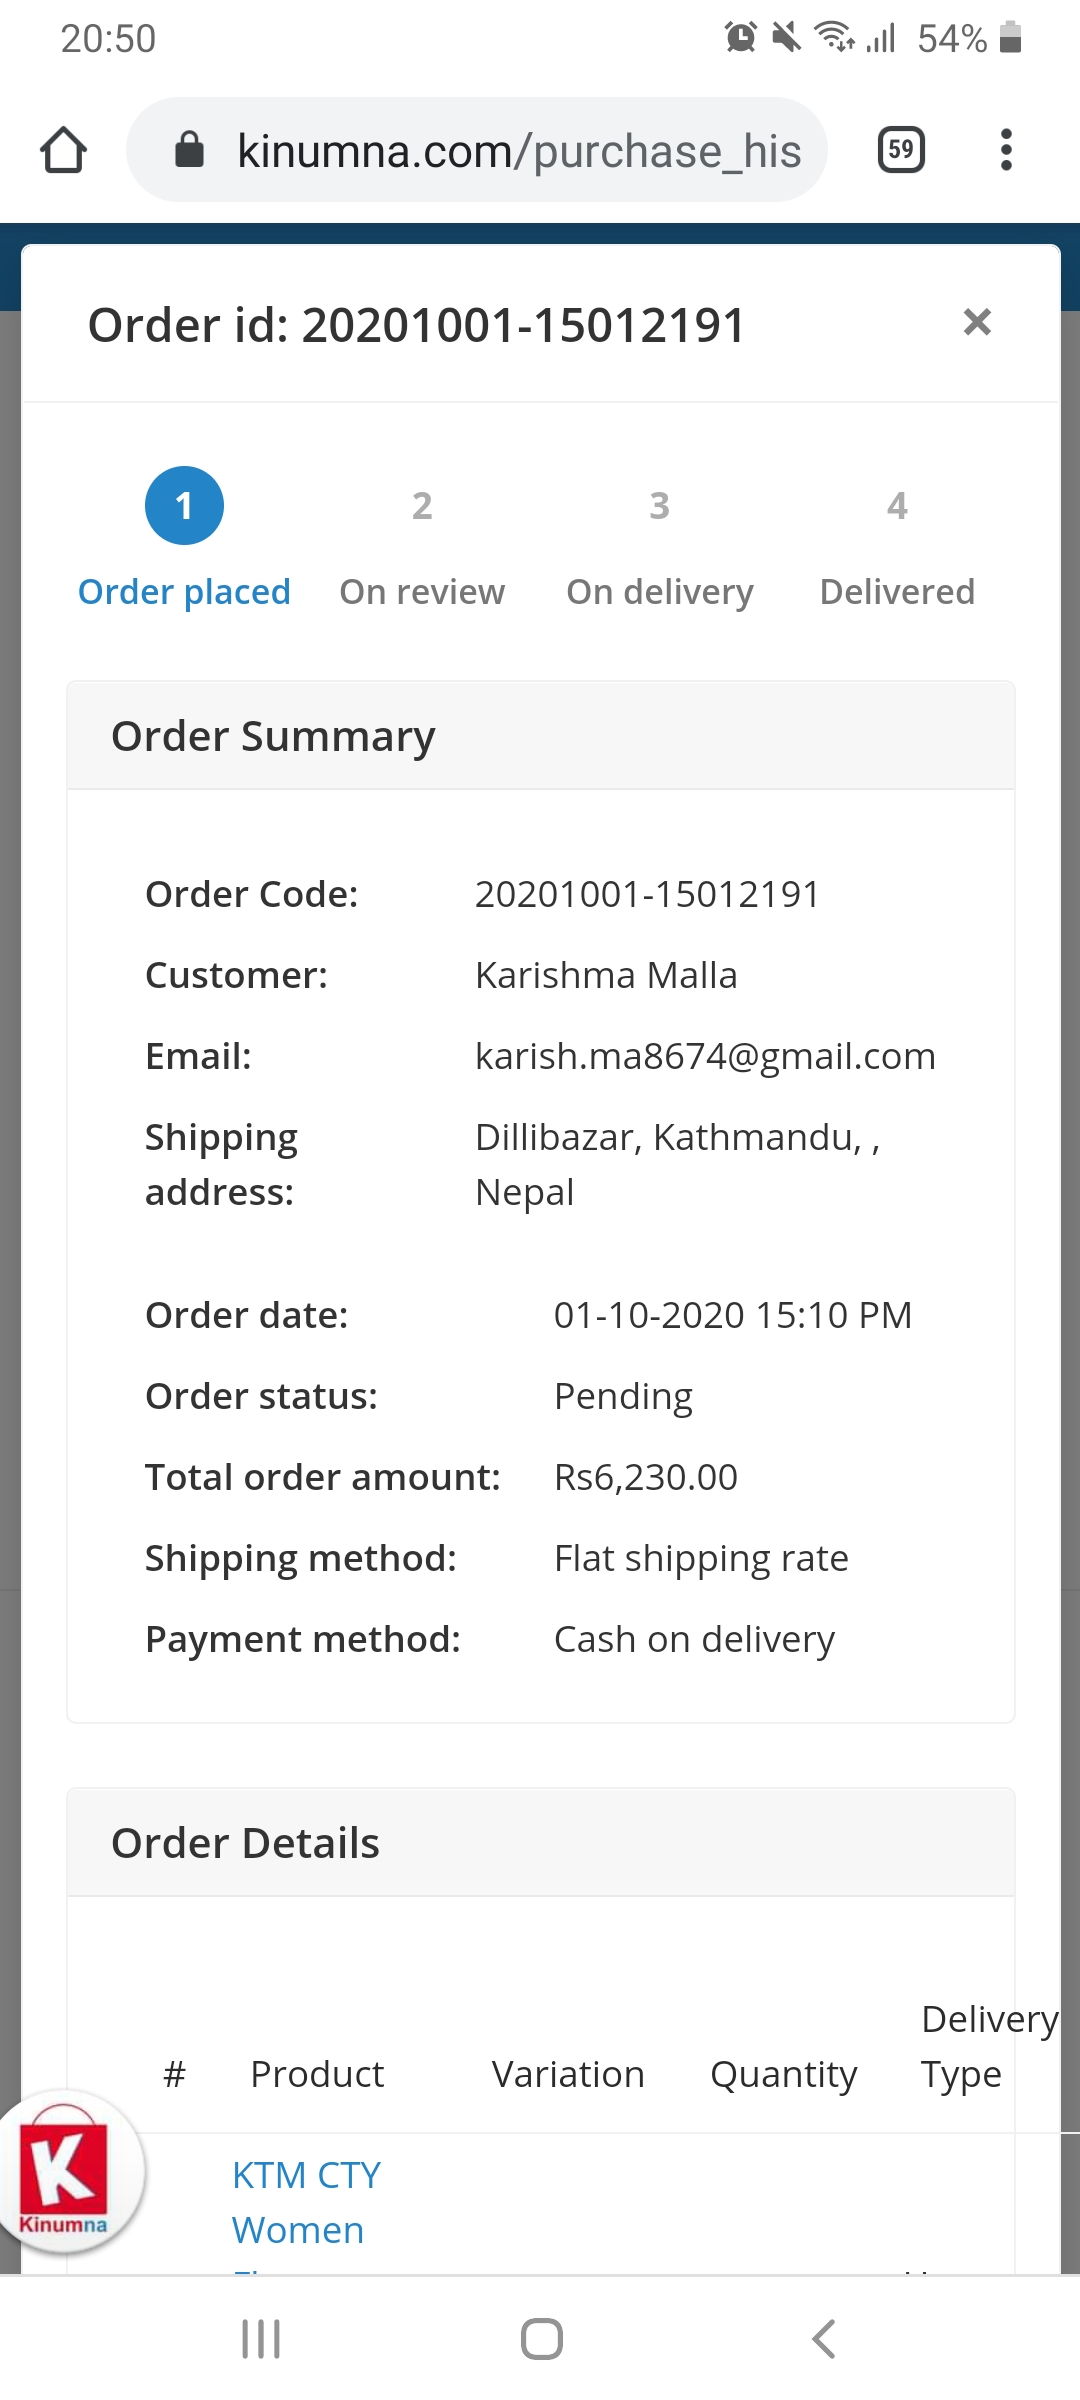 20:50 54%
kinumna.com/purchase_his 59
Order id: 20201001-15012191 ×
1 2 3 4
Order placed On review On delivery Delivered
Order Summary
Order Code: 20201001-15012191
Customer: Karishma Malla
Email: karish.ma8674@gmail.com
Shipping address: Dillibazar, Kathmandu, ,
Nepal
Order date: 01-10-2020 15:10 PM
Order status: Pending
Total order amount: Rs6,230.00
Shipping method: Flat shipping rate
Payment method: Cash on delivery
Order Details
# Product Variation Quantity Delivery Type
KTM CTY
Women
K
Kinumna